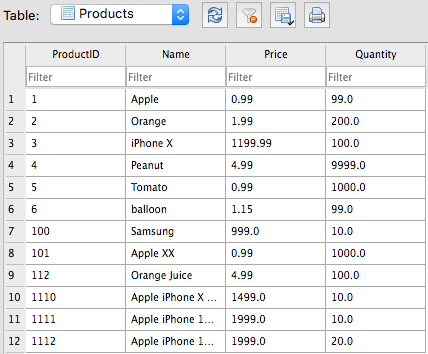 Table: Products
ProductID Name Price Quantity
Filter Filter Filter Filter
1 1 Apple 0.99 99.0
2 2 Orange 1.99 200.0
3 3 iPhone X 1199.99 100.0
4 4 Peanut 4.99 9999.0
5 5 Tomato 0.99 1000.0
6 6 balloon 1.15 99.0
7 100 Samsung 999.0 10.0
8 101 Apple XX 0.99 1000.0
9 112 Orange Juice 4.99 100.0
10 1110 Apple iPhone X ... 1499.0 10.0
11 1111 Apple iPhone 1... 1999.0 10.0
12 1112 Apple iPhone 1... 1999.0 20.0